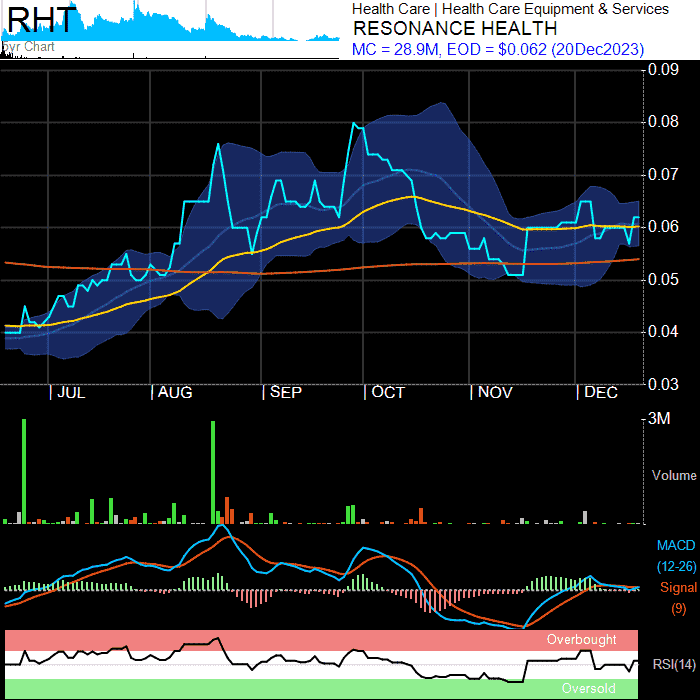 RHT
5yr Chart
Health Care | Health Care Equipment & Services
RESONANCE HEALTH
MC = 28.9M, EOD = $0.062 (20Dec2023)
0.09
0.08
0.07
0.06
0.05
0.04
0.03
| JUL | AUG | SEP | OCT | NOV | DEC
3M
Volume
MACD
(12-26)
Signal
(9)
Overbought
RSI(14)
Oversold